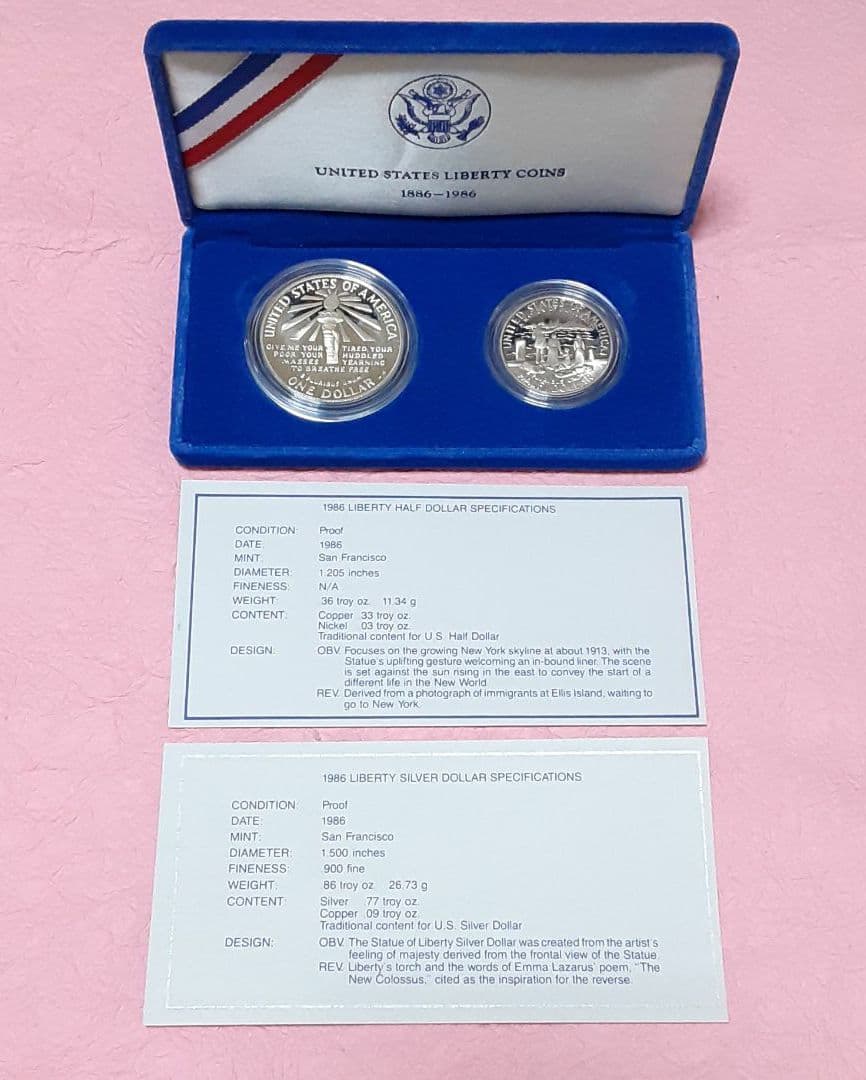 UNITED STATES LIBERTY COINS
1886–1986
UNITED STATES OF AMERICA
GIVE ME YOUR TIRED, YOUR
POOR, YOUR HUDDLED
MASSES YEARNING
TO BREATHE FREE
E PLURIBUS UNUM
ONE DOLLAR
UNITED STATES OF AMERICA
1986 LIBERTY HALF DOLLAR SPECIFICATIONS
CONDITION: Proof
DATE: 1986
MINT: San Francisco
DIAMETER: 1.205 inches
FINENESS: N/A
WEIGHT: .36 troy oz. 11.34 g
CONTENT: Copper .33 troy oz.
Nickel .03 troy oz.
Traditional content for U.S. Half Dollar
DESIGN: OBV. Focuses on the growing New York skyline at about 1913, with the
Statue's uplifting gesture welcoming an in-bound liner. The scene
is set against the sun rising in the east to convey the start of a
different life in the New World.
REV. Derived from a photograph of immigrants at Ellis Island, waiting to
go to New York.
1986 LIBERTY SILVER DOLLAR SPECIFICATIONS
CONDITION: Proof
DATE: 1986
MINT: San Francisco
DIAMETER: 1.500 inches
FINENESS: .900 fine
WEIGHT: .86 troy oz. 26.73 g
CONTENT: Silver .77 troy oz.
Copper .09 troy oz.
Traditional content for U.S. Silver Dollar
DESIGN: OBV. The Statue of Liberty Silver Dollar was created from the artist's
feeling of majesty derived from the frontal view of the Statue.
REV. Liberty's torch and the words of Emma Lazarus' poem, "The
New Colossus," cited as the inspiration for the reverse.